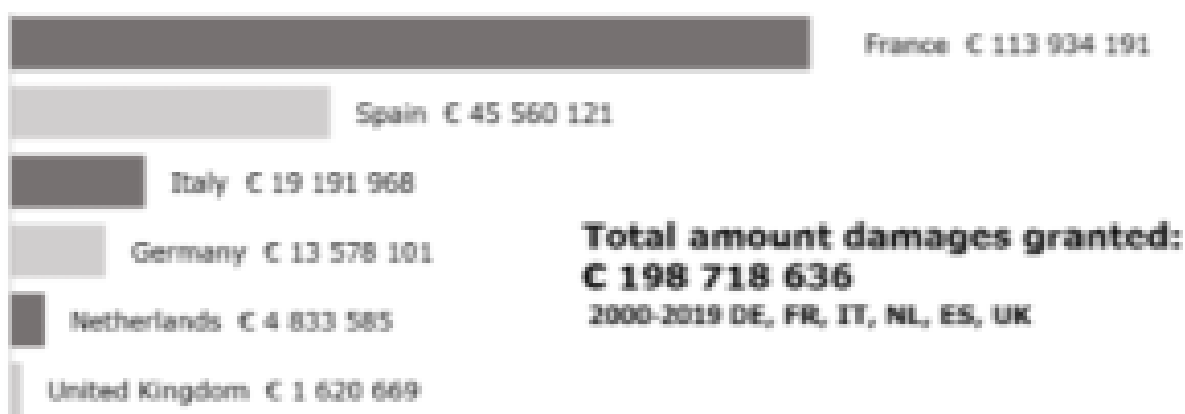 France € 113 934 191
Spain € 45 560 121
Italy € 19 191 968
Germany € 13 578 101
Total amount damages granted:
€ 198 718 636
2000-2019 DE, FR, IT, NL, ES, UK
Netherlands € 4 833 585
United Kingdom € 1 620 669